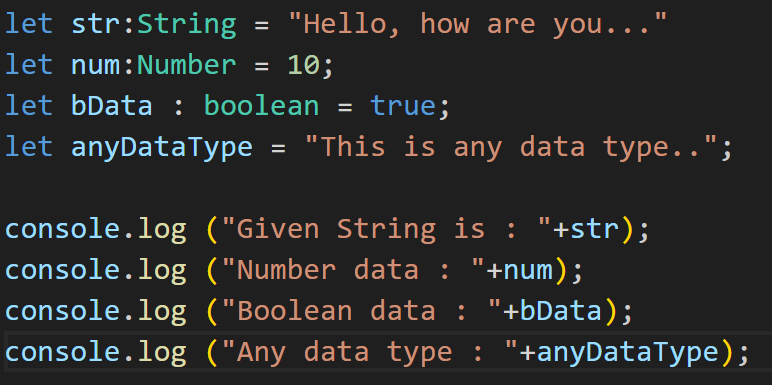 let str:String = "Hello, how are you..."
let num:Number = 10;
let bData : boolean = true;
let anyDataType = "This is any data type..";
console.log ("Given String is : "+str);
console.log ("Number data : "+num);
console.log ("Boolean data : "+bData);
console.log ("Any data type : "+anyDataType);